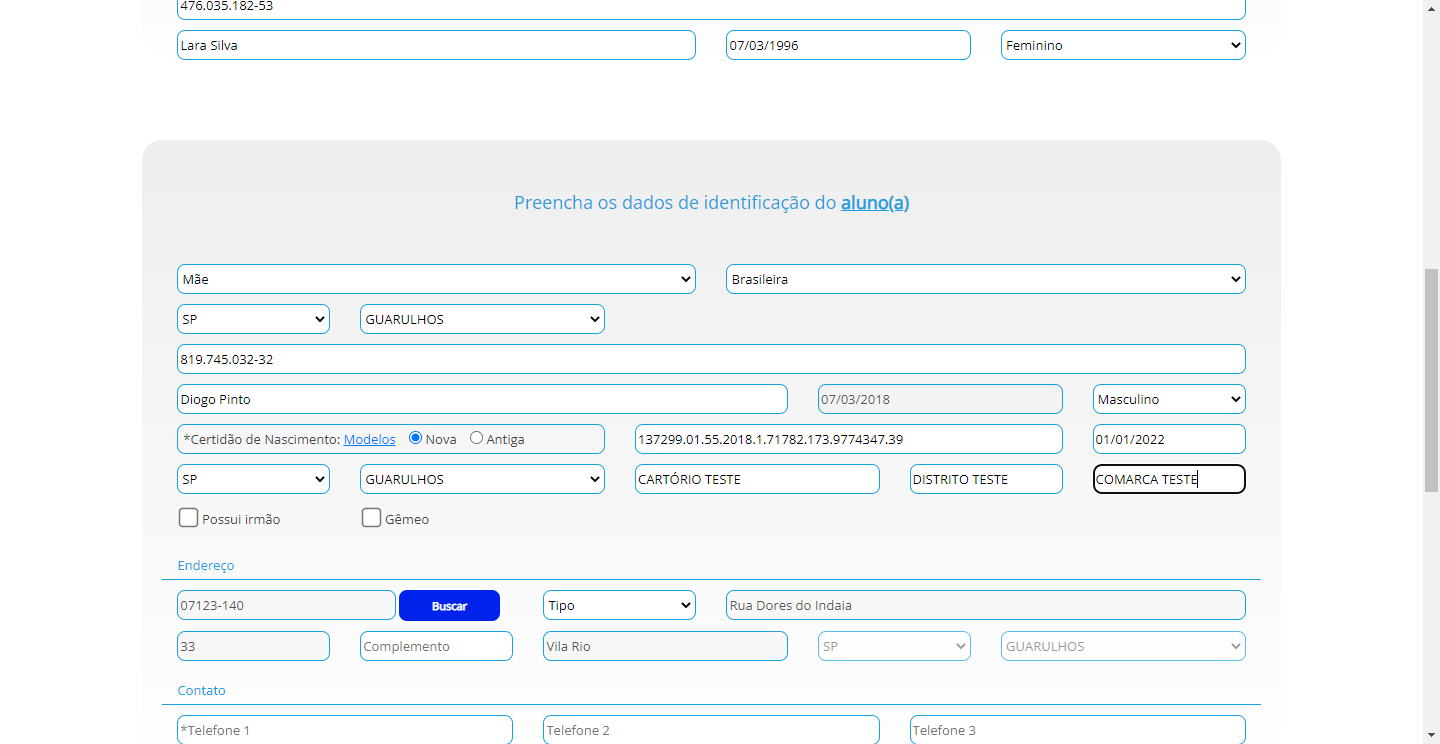 476.035.182-53
Lara Silva 07/03/1996 Feminino
Preencha os dados de identificação do aluno(a)
Mãe Brasileira
SP GUARULHOS
819.745.032-32
Diogo Pinto 07/03/2018 Masculino
*Certidão de Nascimento: Modelos Nova Antiga 137299.01.55.2018.1.71782.173.9774347.39 01/01/2022
SP GUARULHOS CARTÓRIO TESTE DISTRITO TESTE COMARCA TESTE
Possui irmão Gêmeo
Endereço
07123-140 Buscar Tipo Rua Dores do Indaia
33 Complemento Vila Rio SP GUARULHOS
Contato
*Telefone 1 Telefone 2 Telefone 3